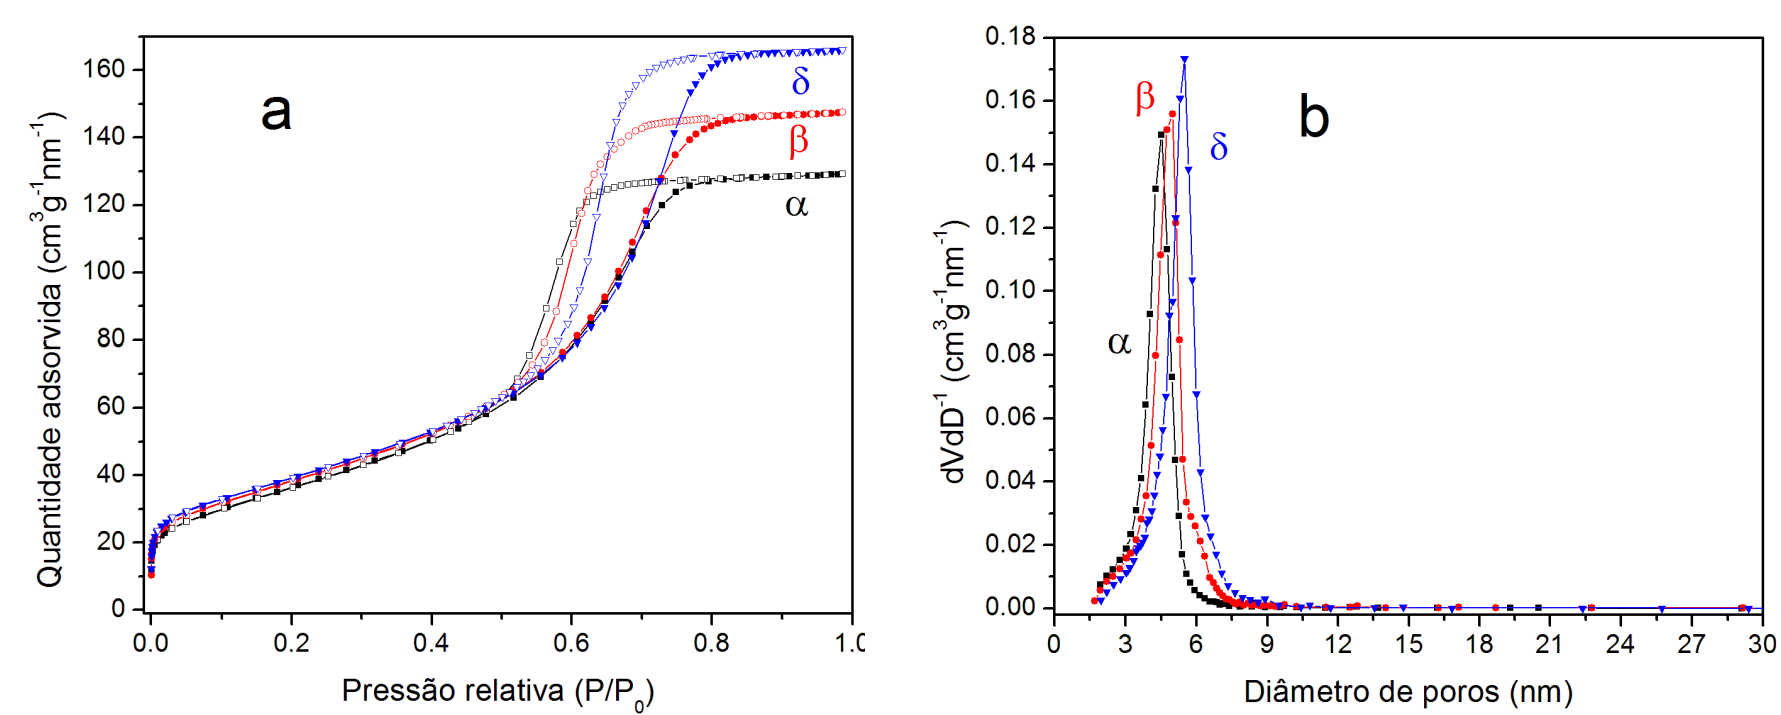 a
δ
β
α
Quantidade adsorvida (cm³g⁻¹nm⁻¹)
160
140
120
100
80
60
40
20
0
0.0 0.2 0.4 0.6 0.8 1.0
Pressão relativa (P/P₀)
b
β
δ
α
dVdD⁻¹ (cm³g⁻¹nm⁻¹)
0.18
0.16
0.14
0.12
0.10
0.08
0.06
0.04
0.02
0.00
0 3 6 9 12 15 18 21 24 27 30
Diâmetro de poros (nm)